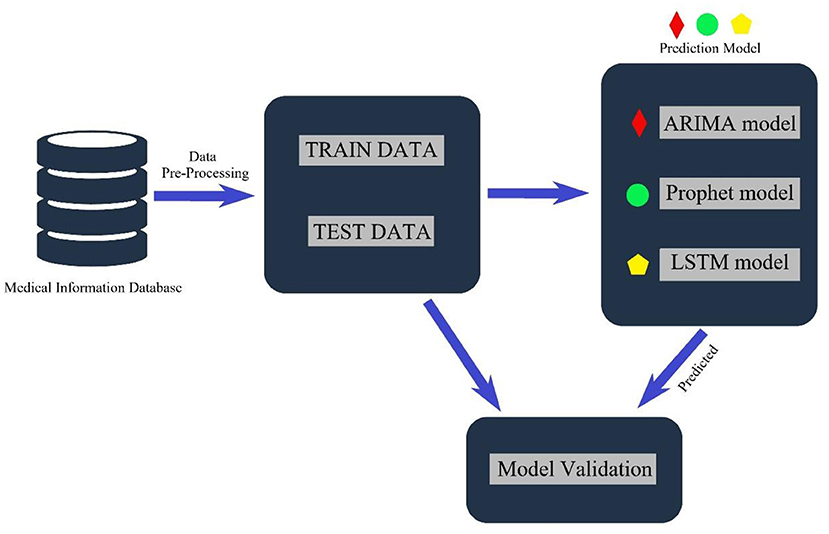 Prediction Model
Data
Pre-Processing
Medical Information Database
TRAIN DATA
TEST DATA
ARIMA model
Prophet model
LSTM model
Predicted
Model Validation